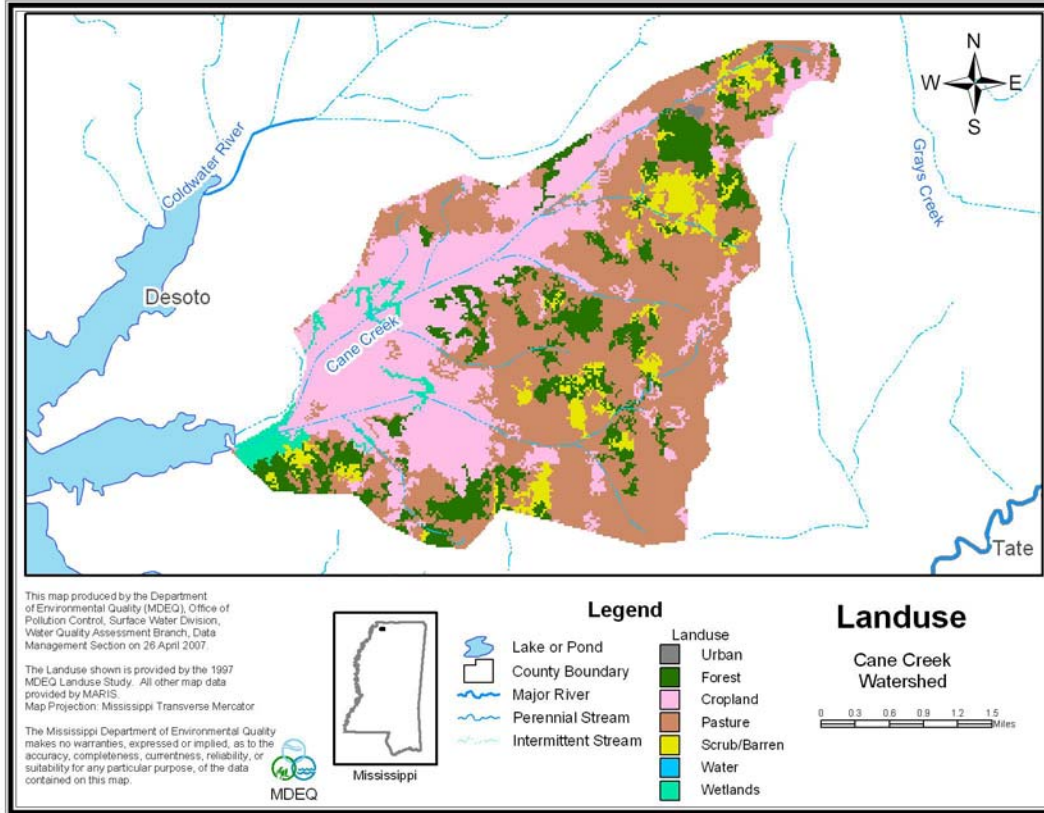 N
W E
S
Coldwater River
Grays Creek
Desoto
Cane Creek
Tate
This map produced by the Department
of Environmental Quality (MDEQ), Office of
Pollution Control, Surface Water Division,
Water Quality Assessment Branch, Data
Management Section on 26 April 2007.
The Landuse shown is provided by the 1997
MDEQ Landuse Study. All other map data
provided by MARIS.
Map Projection: Mississippi Transverse Mercator
The Mississippi Department of Environmental Quality
makes no warranties, expressed or implied, as to the
accuracy, completeness, currentness, reliability, or
suitability for any particular purpose, of the data
contained on this map.
MDEQ
Mississippi
Legend
Lake or Pond
County Boundary
Major River
Perennial Stream
Intermittent Stream
Landuse
Urban
Forest
Cropland
Pasture
Scrub/Barren
Water
Wetlands
Landuse
Cane Creek
Watershed
0 0.3 0.6 0.9 1.2 1.5
Miles